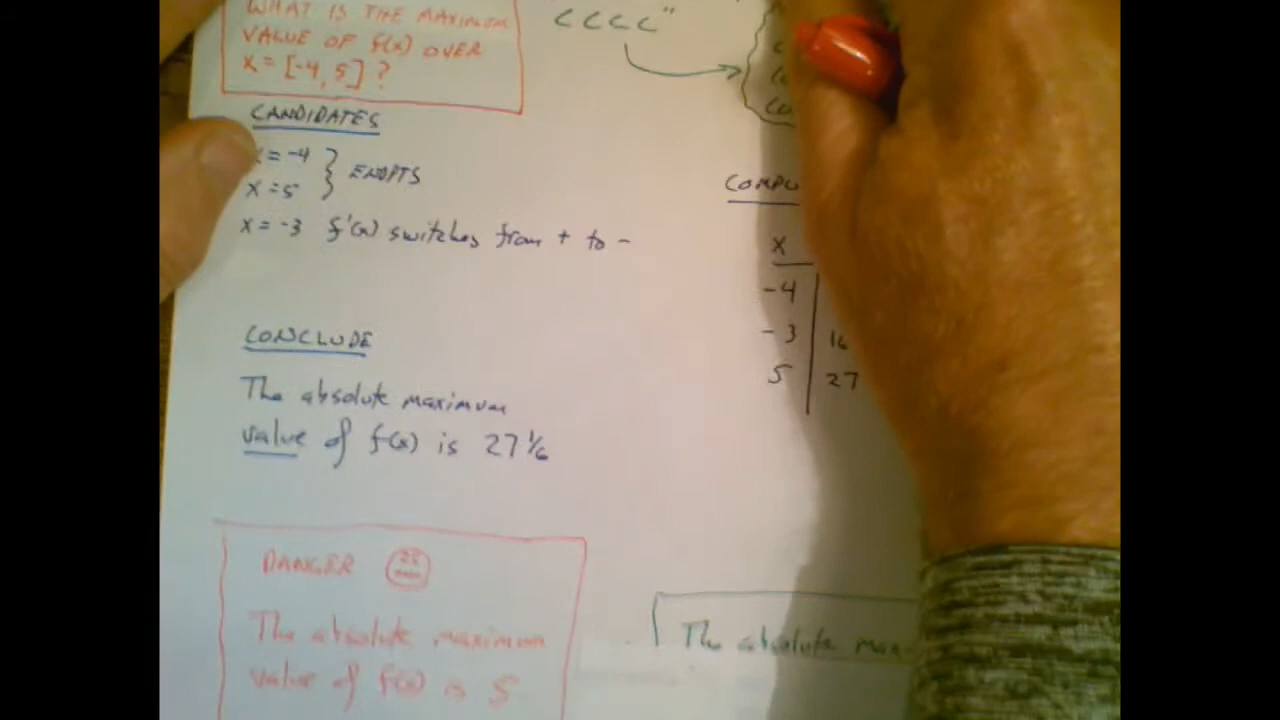 WHAT IS THE MAXIMUM
VALUE OF f(x) OVER
x = [-4, 5] ?
CCCC"
CANDIDATES
x = -4 } ENDPTS
x = 5
x = -3 f'(x) switches from + to -
x
-4
-3
5 27
CONCLUDE
The absolute maximum
value of f(x) is 27 1/6
DANGER
The absolute maximum
value of f(x) is 5
The absolute